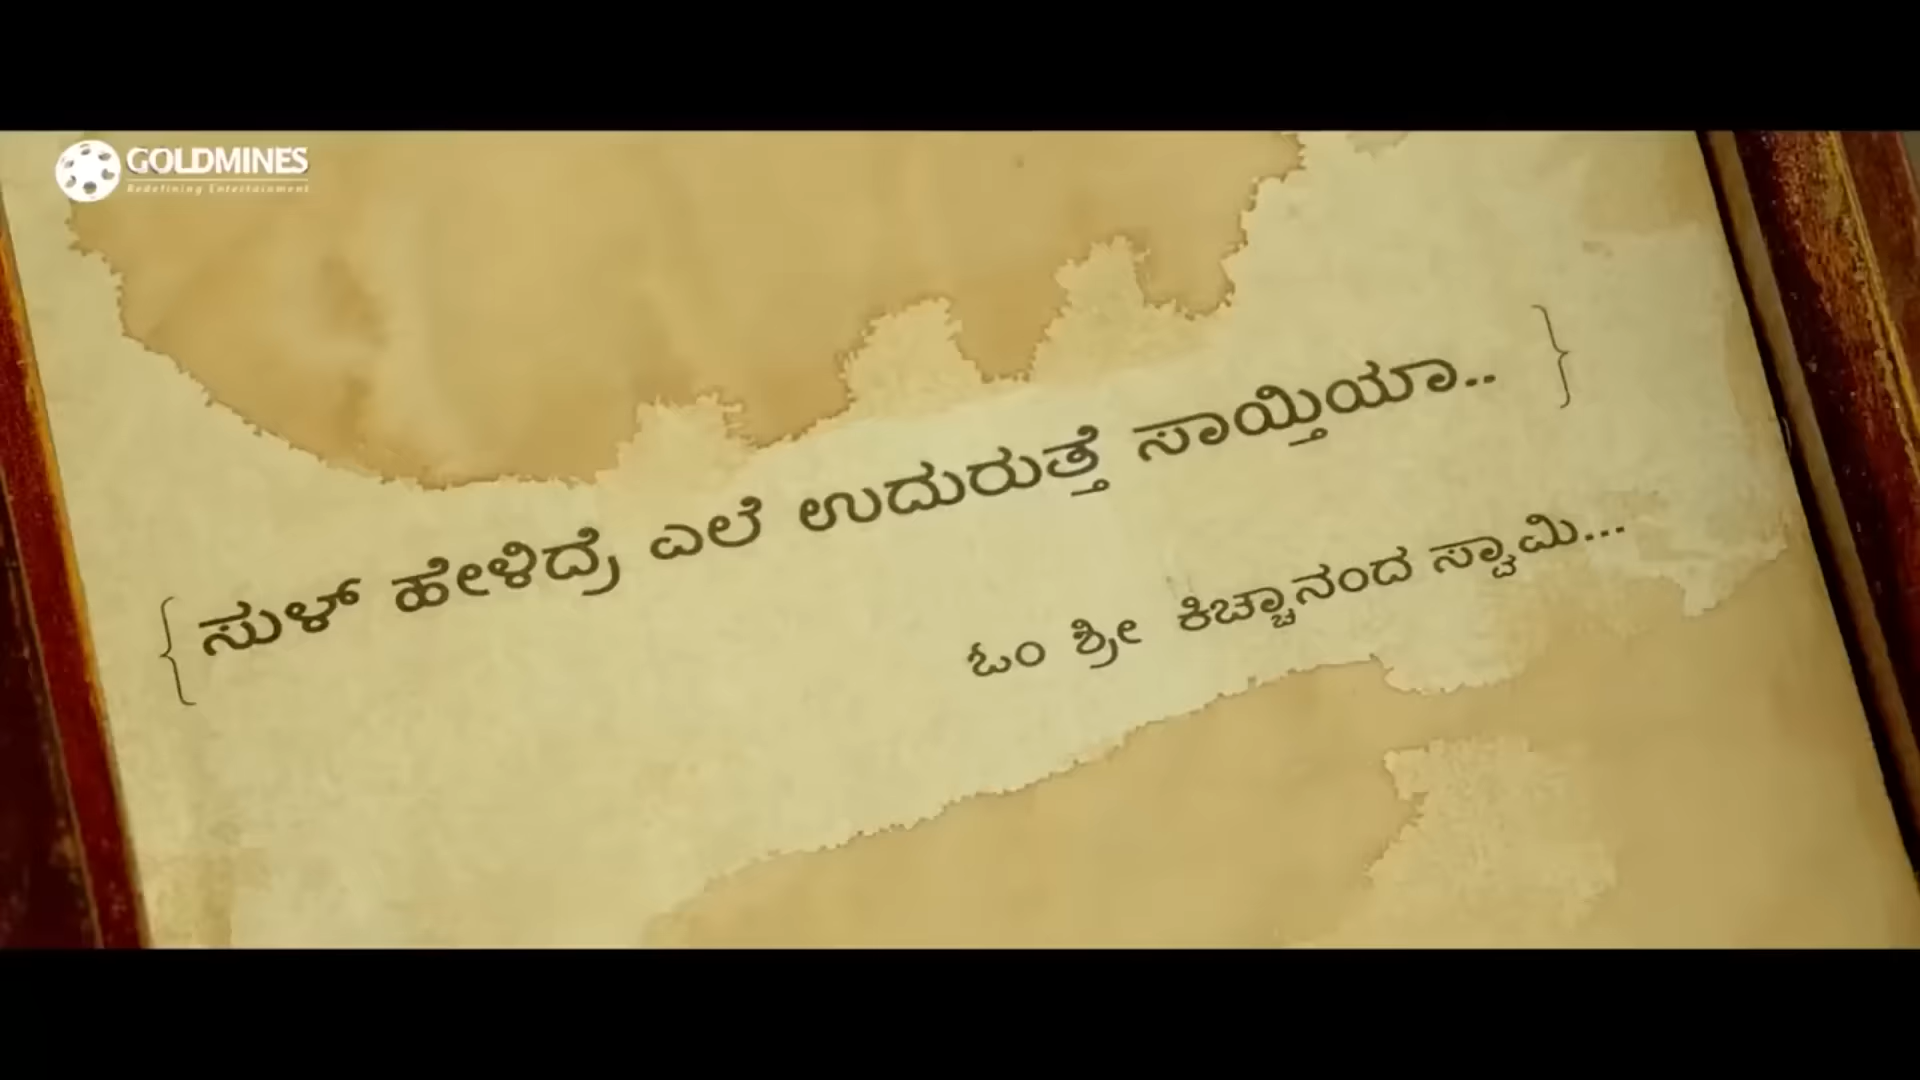 GOLDMINES
Redefining Entertainment
{ ಸುಳ್ ಹೇಳಿದ್ರೆ ಎಲೆ ಉದುರುತ್ತೆ ಸಾಯ್ತಿಯಾ.. }
ಓಂ ಶ್ರೀ ಕಿಚ್ಚಾನಂದ ಸ್ವಾಮಿ...